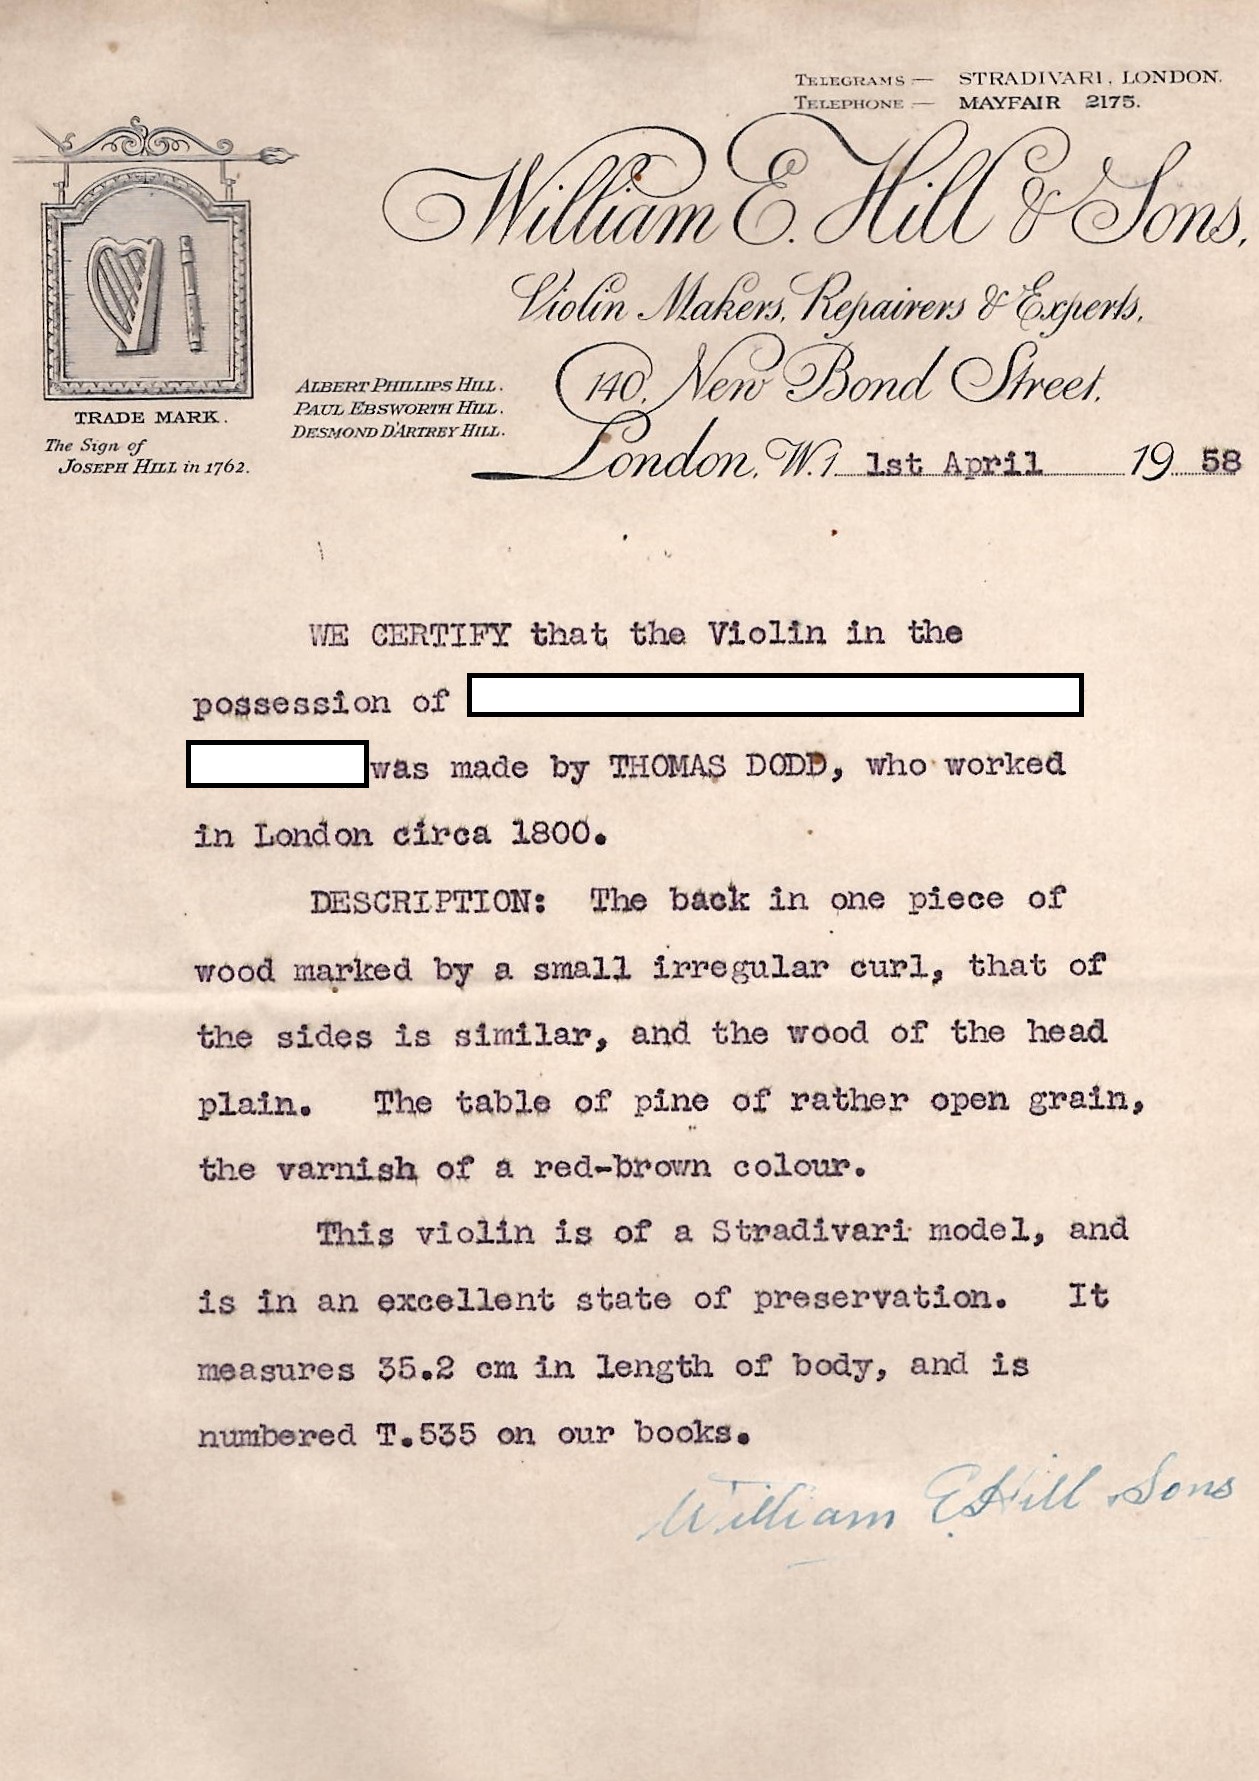 TELEGRAMS — STRADIVARI, LONDON.
TELEPHONE — MAYFAIR 2175.
William E. Hill & Sons,
Violin Makers, Repairers & Experts,
140, New Bond Street,
London, W.1 1st April 19 58
ALBERT PHILLIPS HILL.
PAUL EBSWORTH HILL.
DESMOND D'ARTREY HILL.
TRADE MARK.
The Sign of
JOSEPH HILL in 1762.
WE CERTIFY that the Violin in the
possession of
was made by THOMAS DODD, who worked
in London circa 1800.
DESCRIPTION: The back in one piece of
wood marked by a small irregular curl, that of
the sides is similar, and the wood of the head
plain. The table of pine of rather open grain,
the varnish of a red-brown colour.
This violin is of a Stradivari model, and
is in an excellent state of preservation. It
measures 35.2 cm in length of body, and is
numbered T.535 on our books.
William E Hill Sons